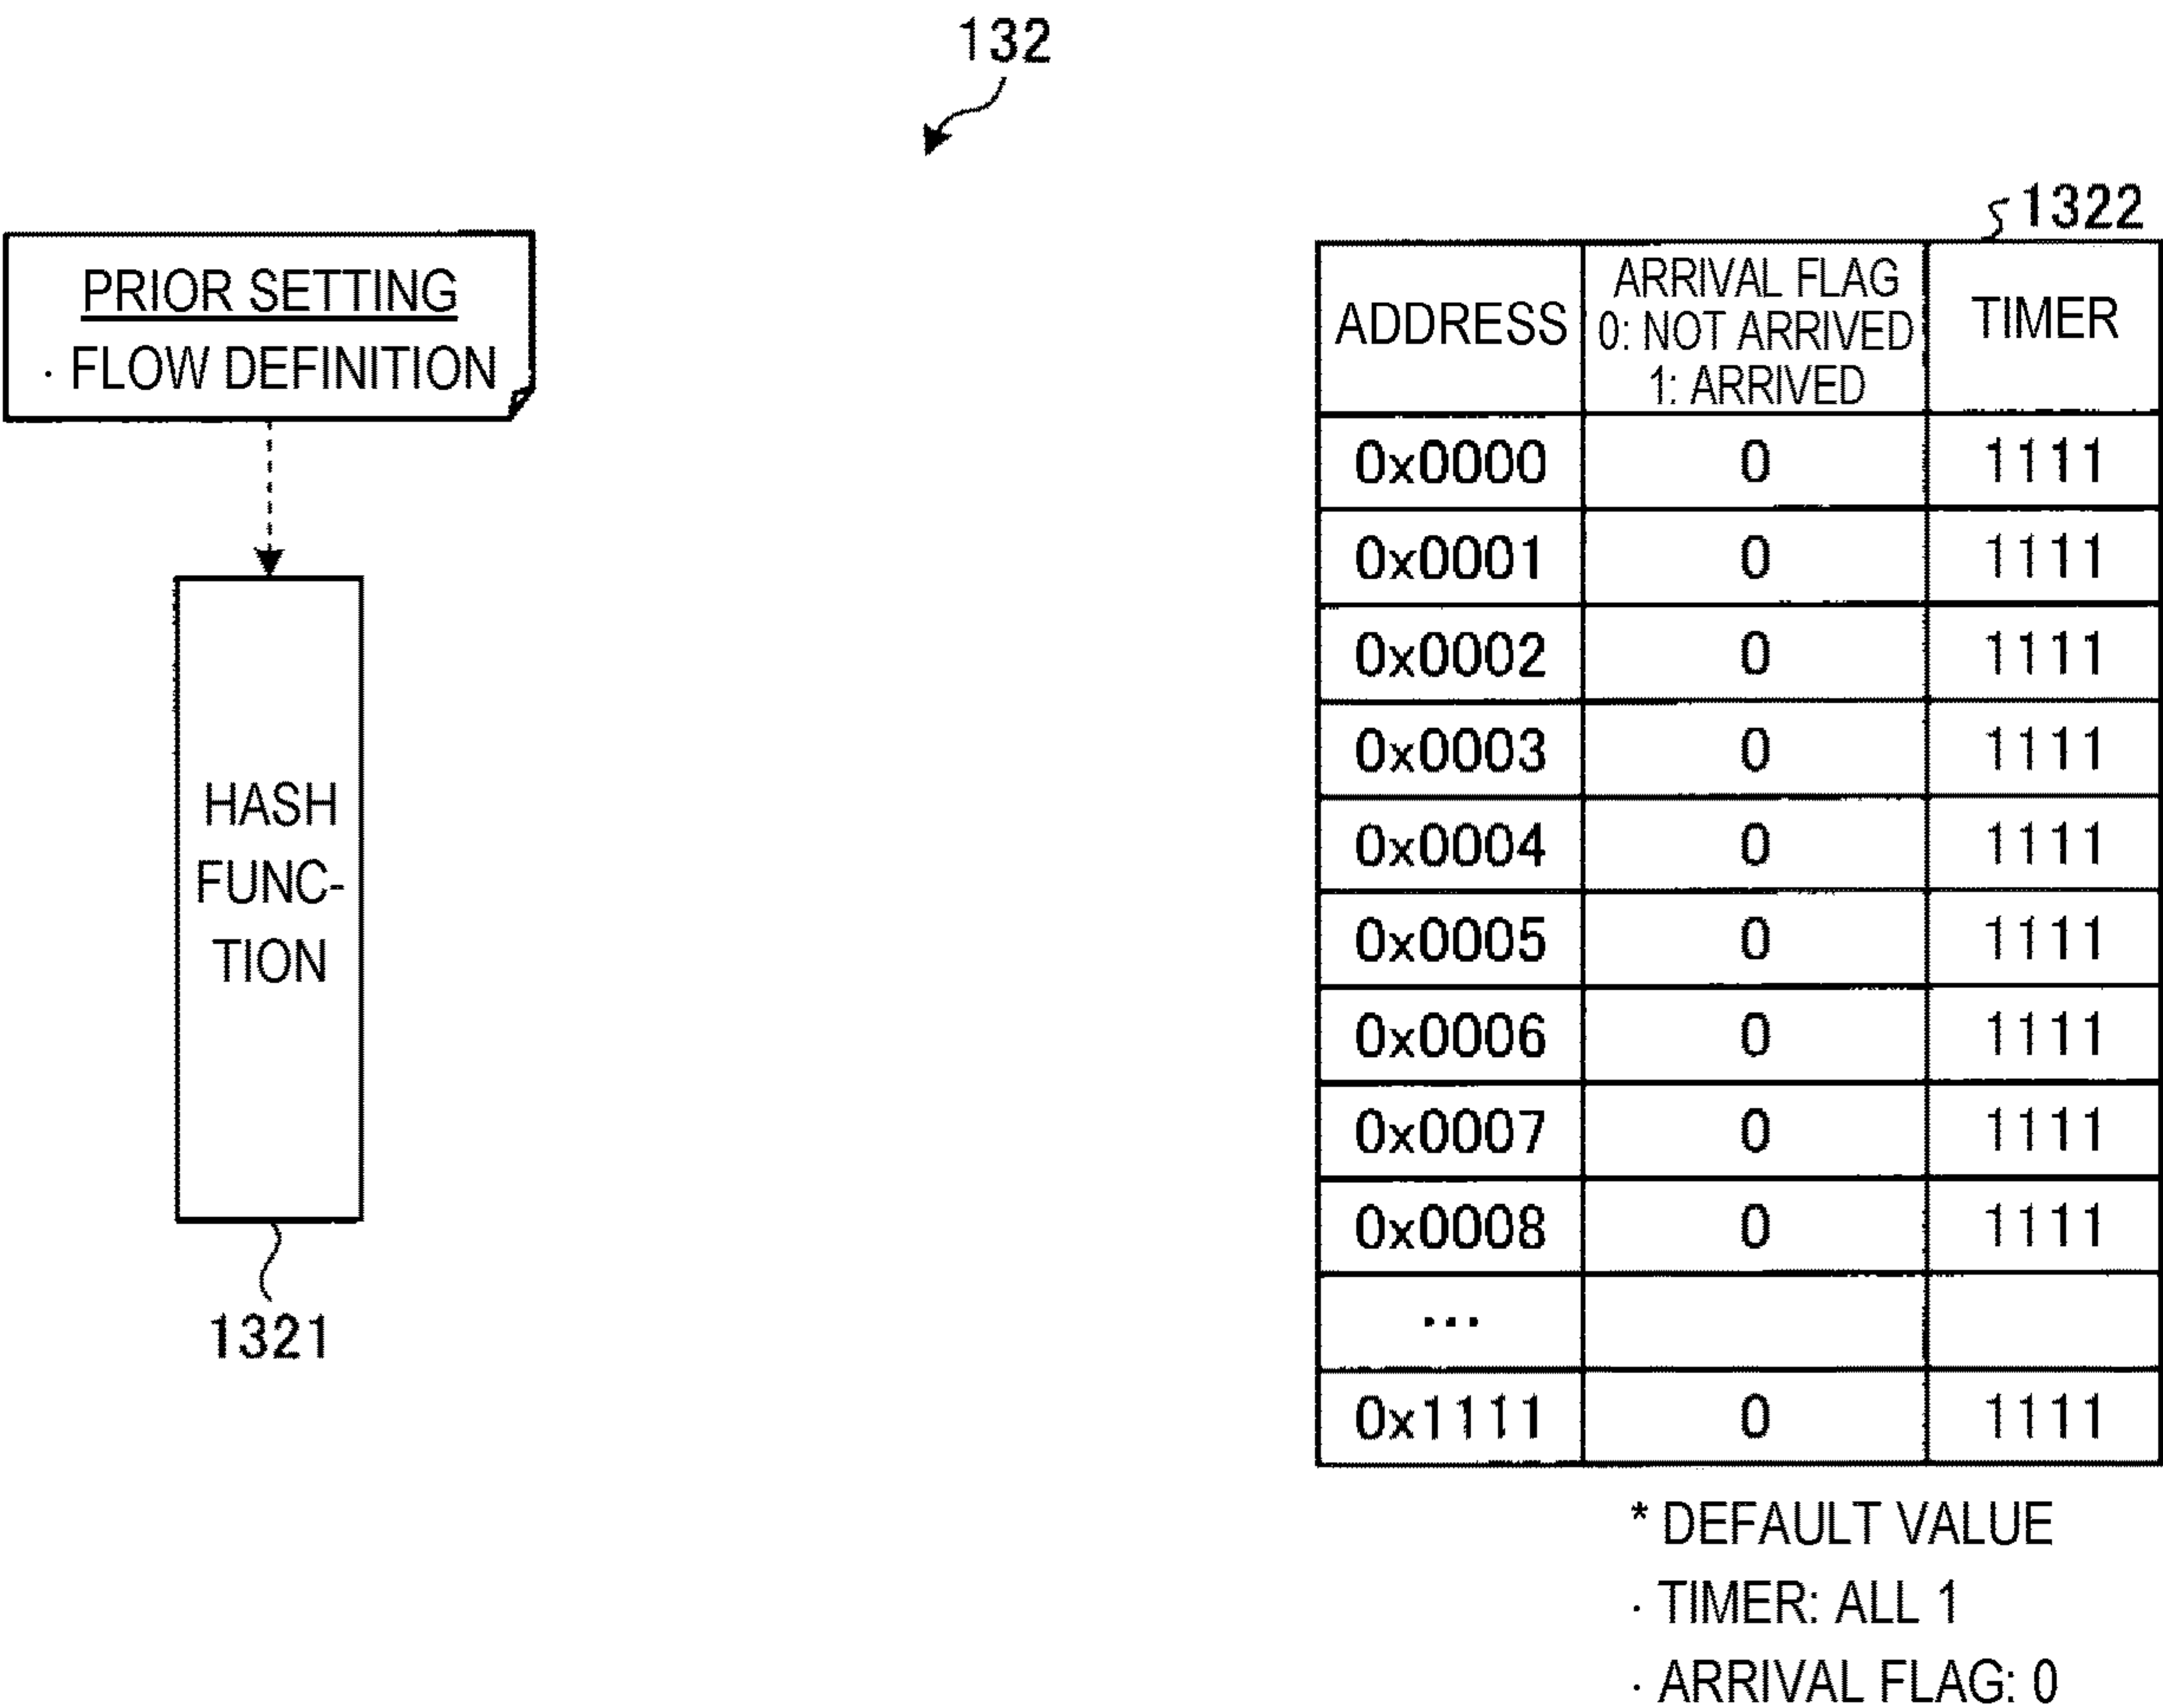 132
PRIOR SETTING
· FLOW DEFINITION
HASH
FUNC-
TION
1321
1322
ADDRESS
ARRIVAL FLAG
0: NOT ARRIVED
1: ARRIVED
TIMER
0x0000 0 1111
0x0001 0 1111
0x0002 0 1111
0x0003 0 1111
0x0004 0 1111
0x0005 0 1111
0x0006 0 1111
0x0007 0 1111
0x0008 0 1111
...
0x1111 0 1111
* DEFAULT VALUE
· TIMER: ALL 1
· ARRIVAL FLAG: 0